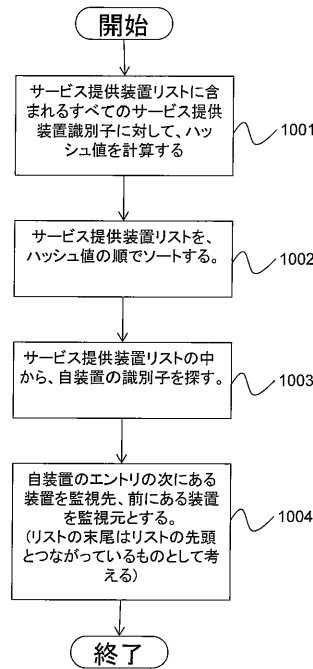 開始
サービス提供装置リストに含
まれるすべてのサービス提供
装置識別子に対して、ハッ
シュ値を計算する
1001
サービス提供装置リストを、
ハッシュ値の順でソートする。
1002
サービス提供装置リストの中
から、自装置の識別子を探す。
1003
自装置のエントリの次にある
装置を監視先、前にある装置
を監視元とする。
(リストの末尾はリストの先頭
とつながっているものとして考
える)
1004
終了